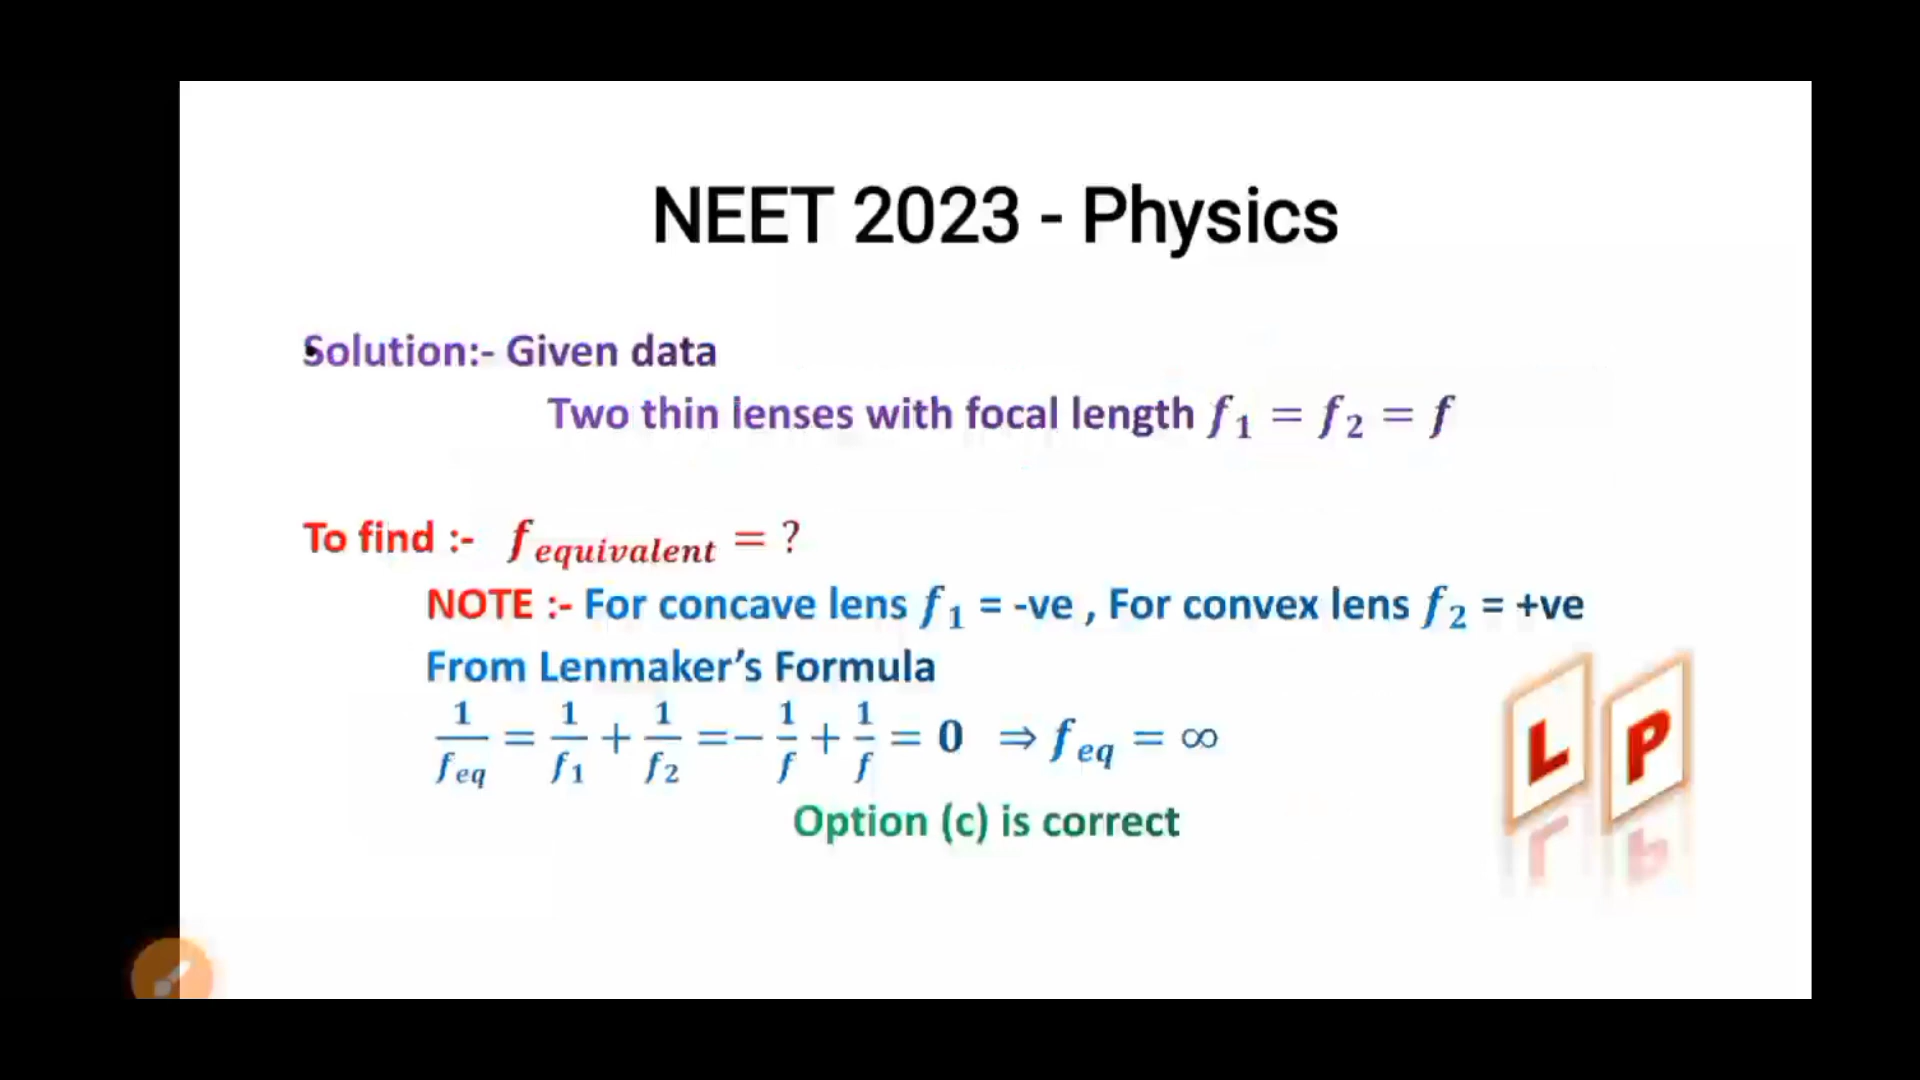 NEET 2023 - Physics
Solution:- Given data
Two thin lenses with focal length f₁ = f₂ = f
To find :- f_equivalent = ?
NOTE :- For concave lens f₁ = -ve , For convex lens f₂ = +ve
From Lenmaker’s Formula
1/f_eq = 1/f₁ + 1/f₂ =− 1/f + 1/f = 0 ⇒ f_eq = ∞
Option (c) is correct
L P